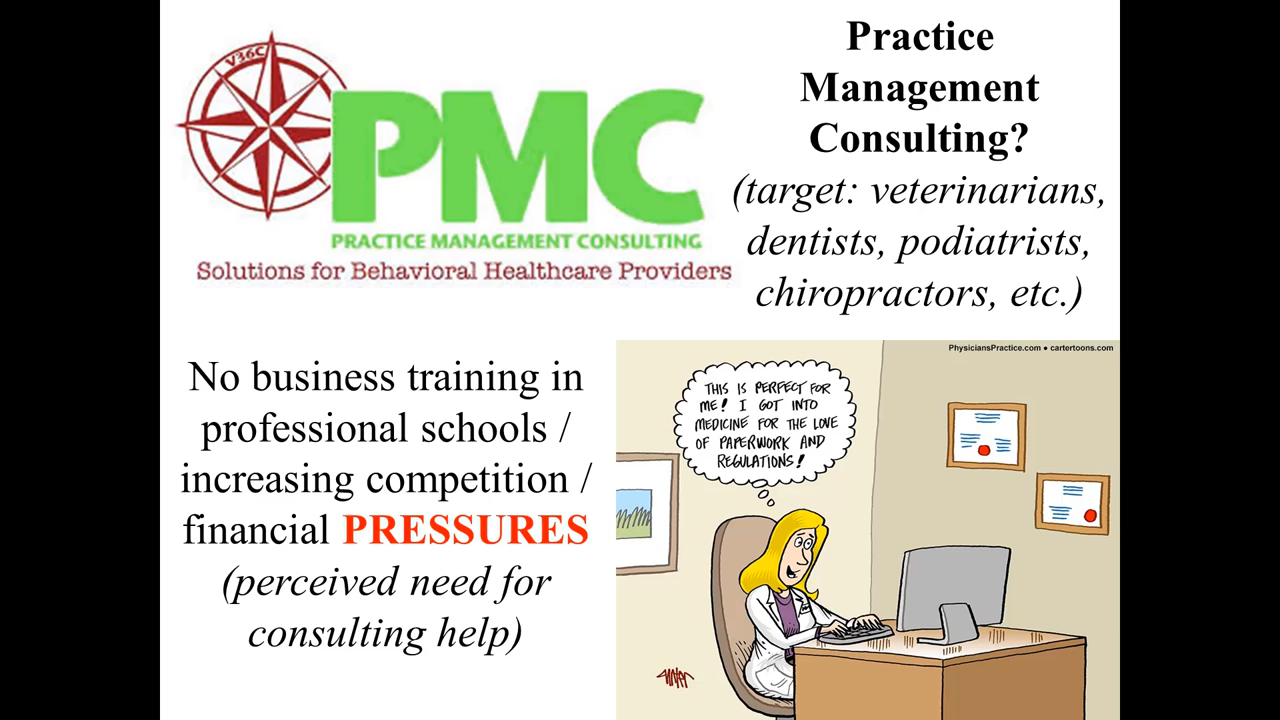 V36C
PMC
PRACTICE MANAGEMENT CONSULTING
Solutions for Behavioral Healthcare Providers
Practice
Management
Consulting?
(target: veterinarians,
dentists, podiatrists,
chiropractors, etc.)
No business training in
professional schools /
increasing competition /
financial PRESSURES
(perceived need for
consulting help)
PhysiciansPractice.com ● cartertoons.com
THIS IS PERFECT FOR
ME! I GOT INTO
MEDICINE FOR THE LOVE
OF PAPERWORK AND
REGULATIONS!